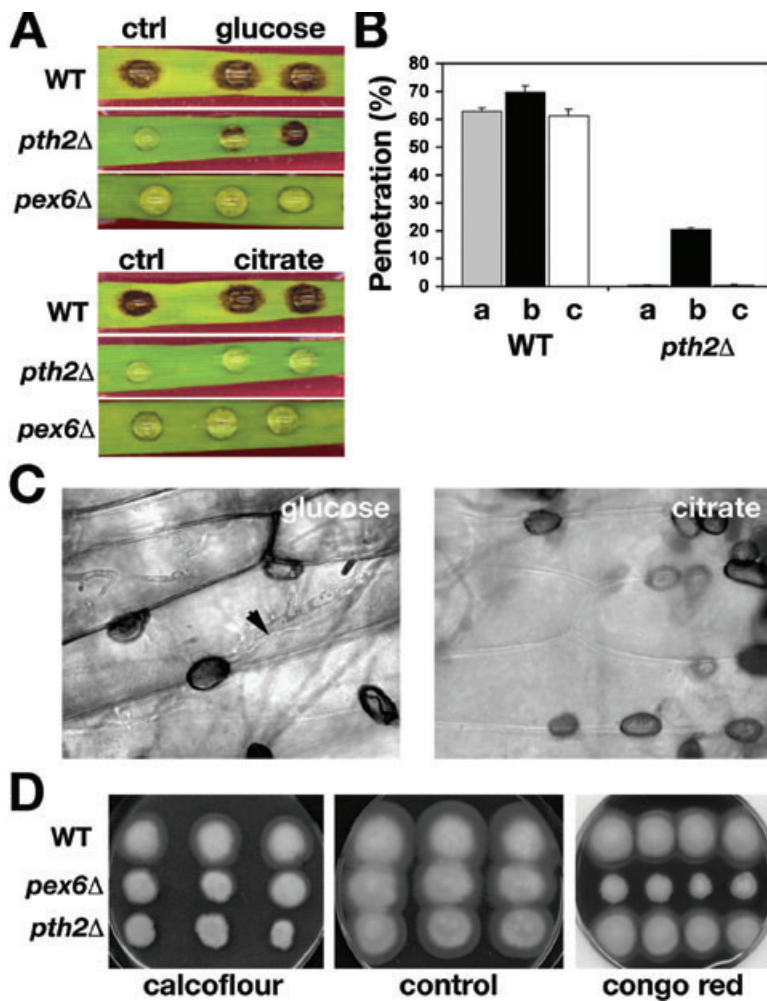 A
B
ctrl glucose
WT
pth2Δ
pex6Δ
ctrl citrate
WT
pth2Δ
pex6Δ
Penetration (%)
80
70
60
50
40
30
20
10
0
a b c a b c
WT pth2Δ
C
glucose
citrate
D
WT
pex6Δ
pth2Δ
calcoflour control congo red